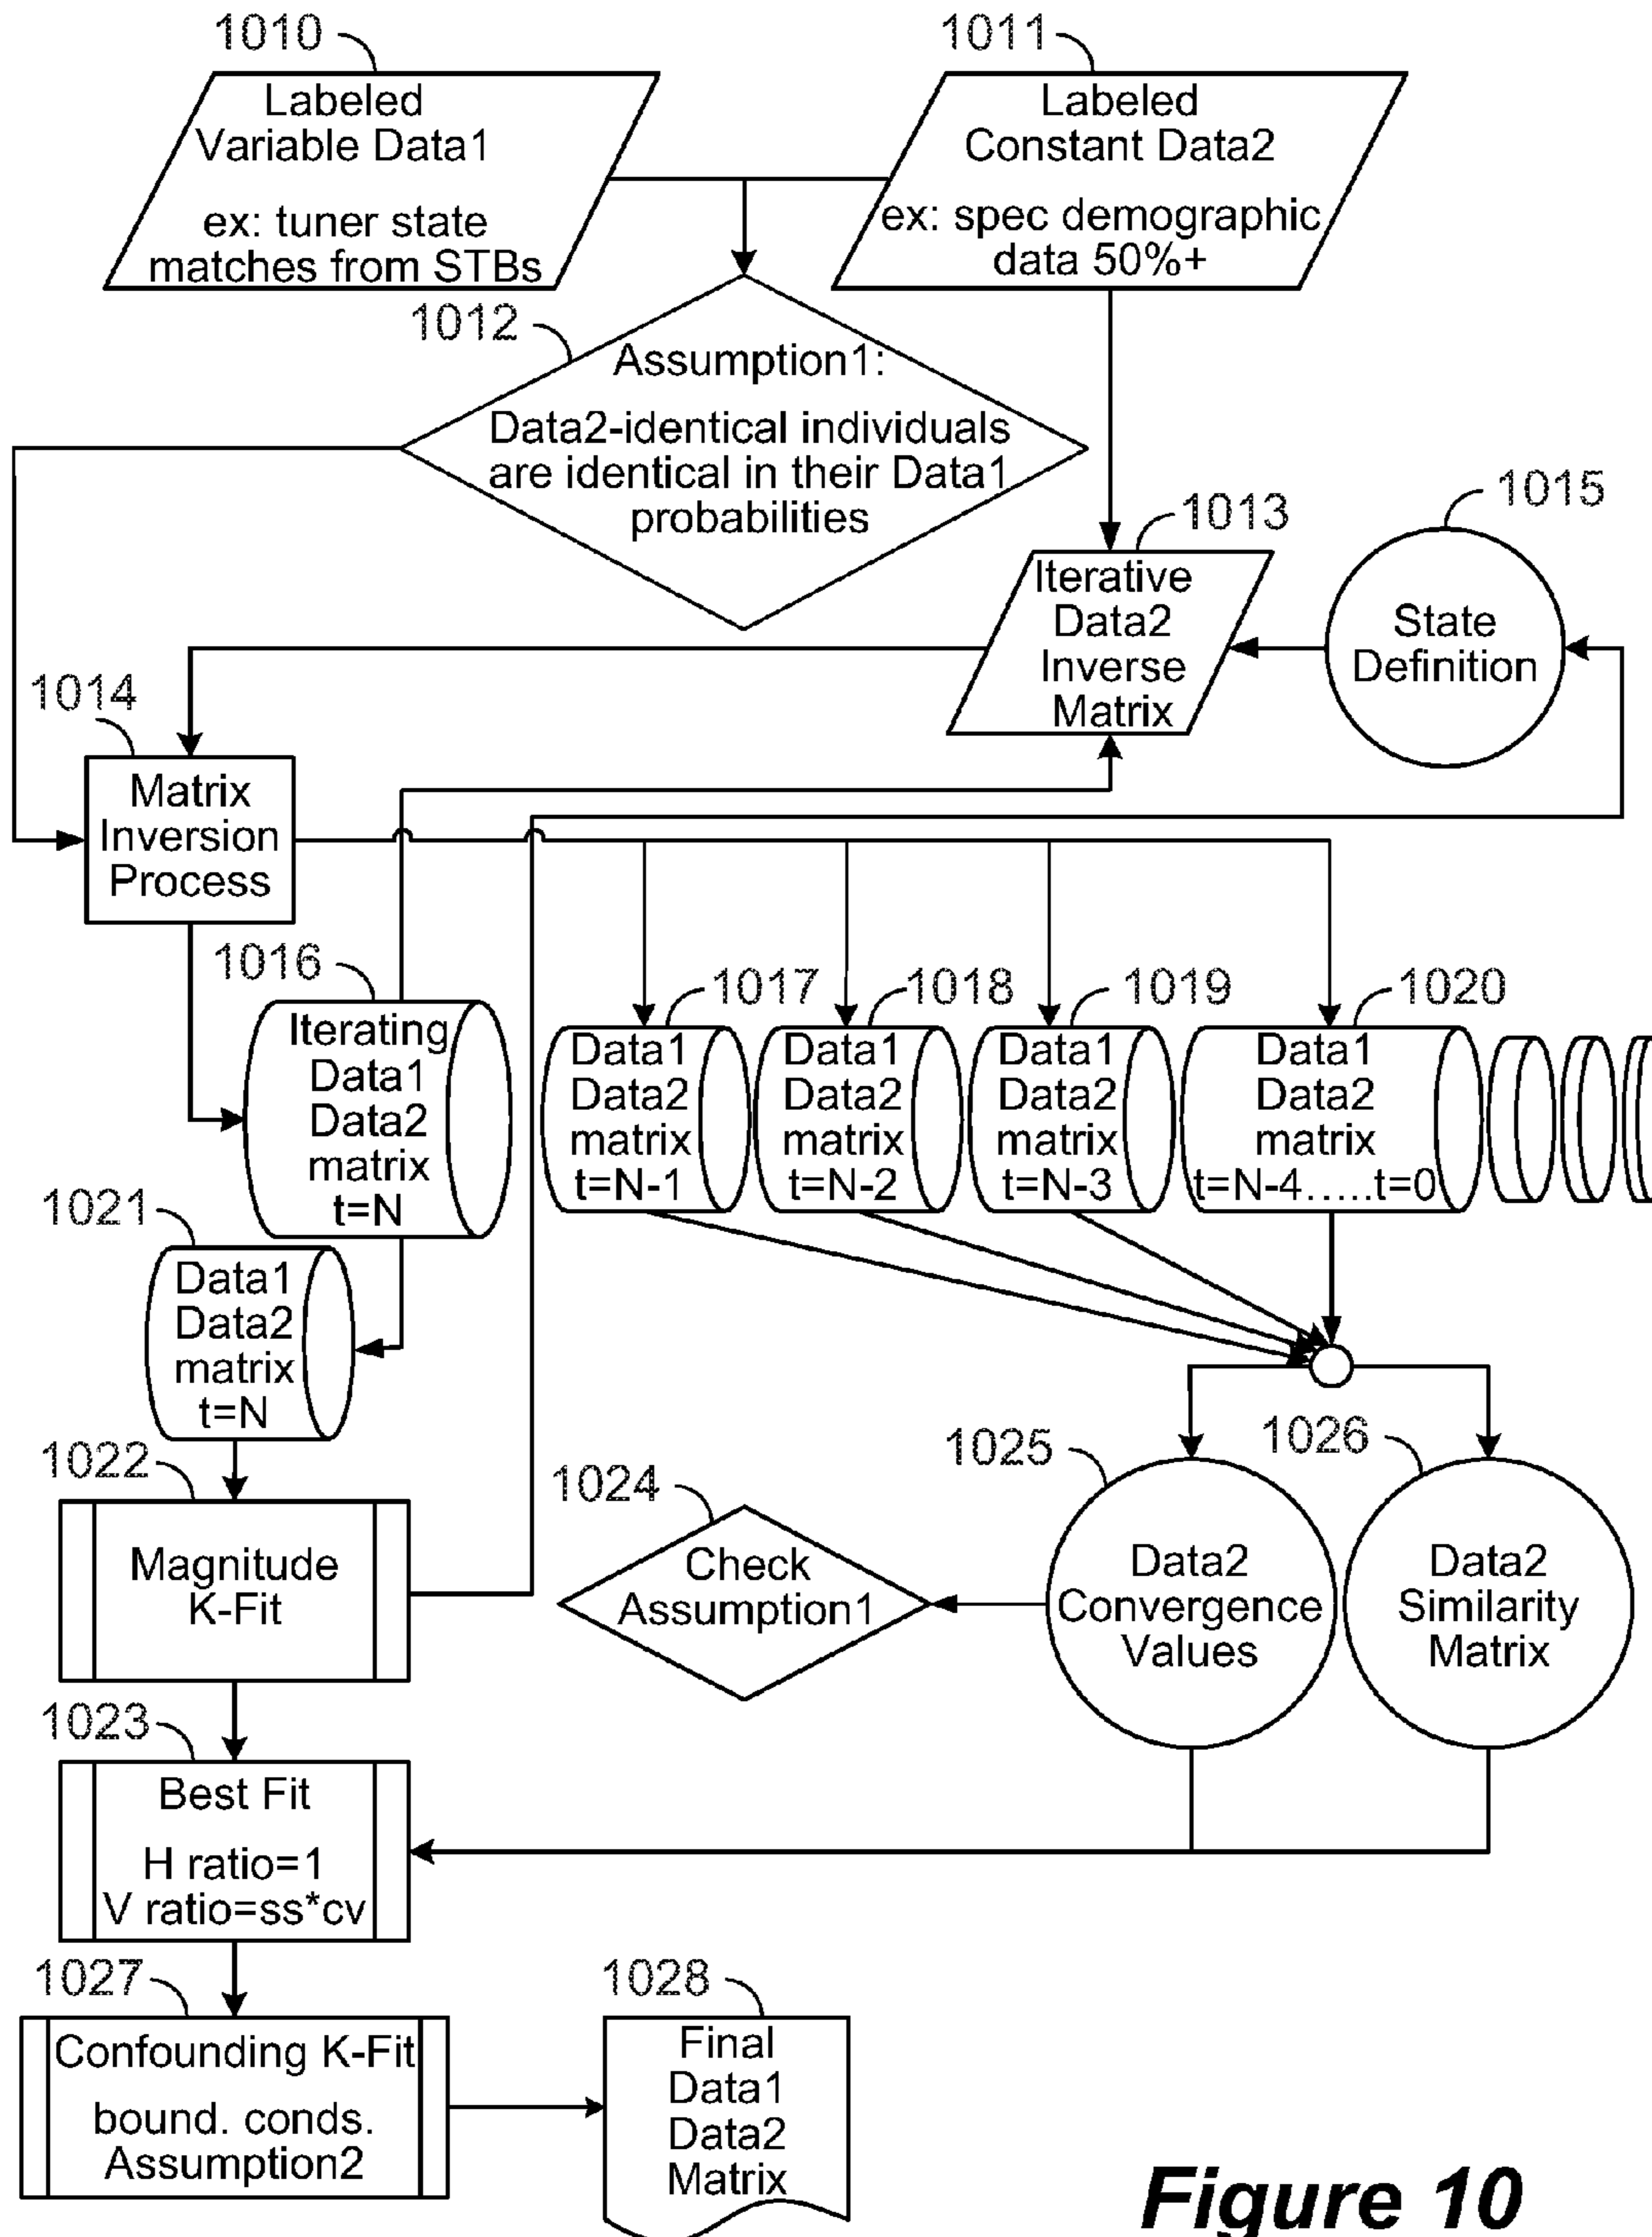 1010
Labeled
Variable Data1
ex: tuner state
matches from STBs
1011
Labeled
Constant Data2
ex: spec demographic
data 50%+
1012
Assumption1:
Data2-identical individuals
are identical in their Data1
probabilities
1013
Iterative
Data2
Inverse
Matrix
1015
State
Definition
1014
Matrix
Inversion
Process
1016
Iterating
Data1
Data2
matrix
t=N
1017
Data1
Data2
matrix
t=N-1
1018
Data1
Data2
matrix
t=N-2
1019
Data1
Data2
matrix
t=N-3
1020
Data1
Data2
matrix
t=N-4.....t=0
1021
Data1
Data2
matrix
t=N
1022
Magnitude
K-Fit
1023
Best Fit
H ratio=1
V ratio=ss*cv
1024
Check
Assumption1
1025
Data2
Convergence
Values
1026
Data2
Similarity
Matrix
1027
Confounding K-Fit
bound. conds.
Assumption2
1028
Final
Data1
Data2
Matrix
Figure 10